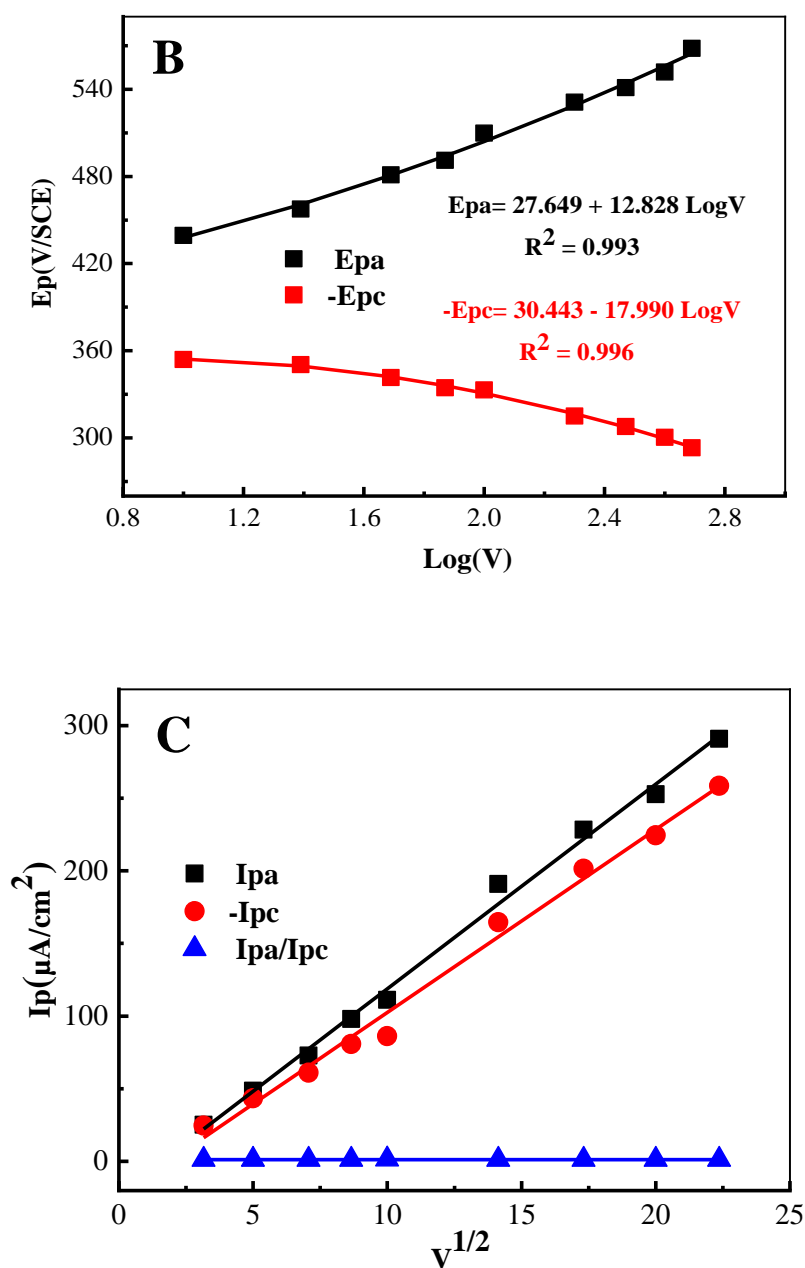 B
540
480
420
360
300
Ep(V/SCE)
Epa= 27.649 + 12.828 LogV
R² = 0.993
Epa
-Epc
-Epc= 30.443 - 17.990 LogV
R² = 0.996
0.8 1.2 1.6 2.0 2.4 2.8
Log(V)
C
300
200
100
0
Ip(µA/cm²)
Ipa
-Ipc
Ipa/Ipc
0 5 10 15 20 25
V^1/2